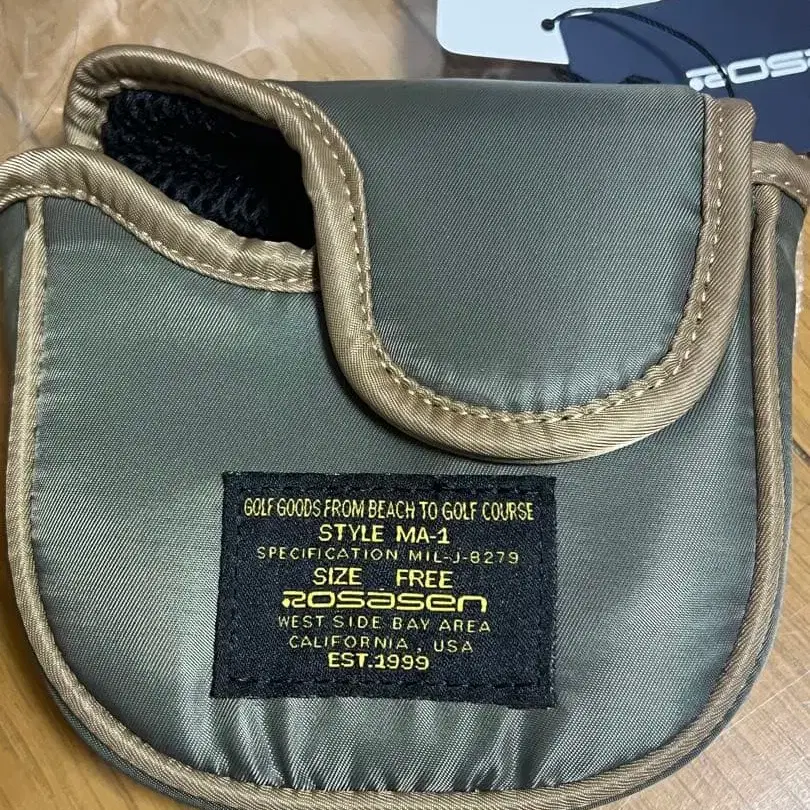 ROSASEN
GOLF GOODS FROM BEACH TO GOLF COURSE
STYLE MA-1
SPECIFICATION MIL-J-8279
SIZE FREE
ROSASEN
WEST SIDE BAY AREA
CALIFORNIA, USA
EST.1999